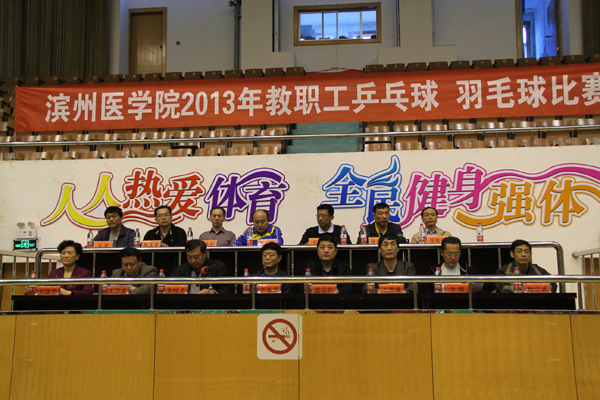 滨州医学院2013年教职工乒乓球 羽毛球比赛
人人热爱体育 全民健身强体